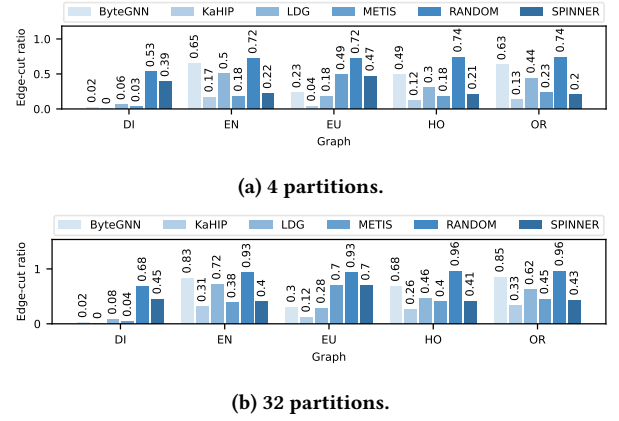 ByteGNN KaHIP LDG METIS RANDOM SPINNER
Edge-cut ratio
1.0
0.5
0.0
0.02 0 0.06 0.03 0.53 0.39
0.65 0.17 0.5 0.18 0.72 0.22
0.23 0.04 0.18 0.49 0.72 0.47
0.49 0.12 0.3 0.18 0.74 0.21
0.63 0.13 0.44 0.23 0.74 0.2
DI EN EU HO OR
Graph
(a) 4 partitions.
ByteGNN KaHIP LDG METIS RANDOM SPINNER
Edge-cut ratio
1
0
0.02 0 0.08 0.04 0.68 0.45
0.83 0.31 0.72 0.38 0.93 0.4
0.3 0.12 0.28 0.7 0.93 0.7
0.68 0.26 0.46 0.4 0.96 0.41
0.85 0.33 0.62 0.45 0.96 0.43
DI EN EU HO OR
Graph
(b) 32 partitions.